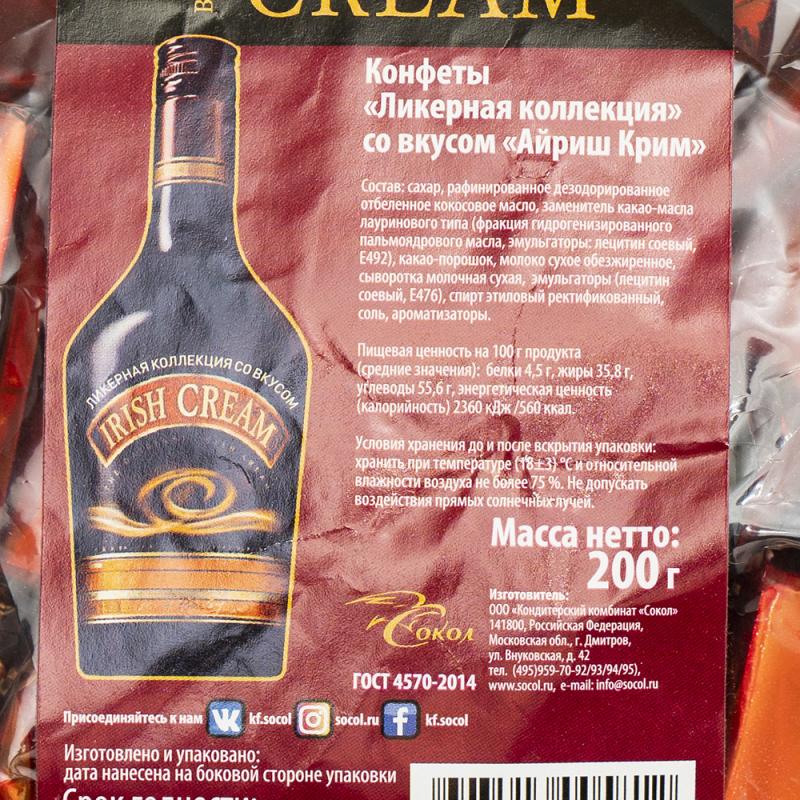 CREAM
Конфеты
«Ликерная коллекция»
со вкусом «Айриш Крим»
Состав: сахар, рафинированное дезодорированное
отбеленное кокосовое масло, заменитель какао-масла
лауринового типа (фракция гидрогенизированного
пальмоядрового масла, эмульгаторы: лецитин соевый,
Е492), какао-порошок, молоко сухое обезжиренное,
сыворотка молочная сухая, эмульгаторы (лецитин
соевый, Е476), спирт этиловый ректификованный,
соль, ароматизаторы.
Пищевая ценность на 100 г продукта
(средние значения): белки 4,5 г, жиры 35,8 г,
углеводы 55,6 г, энергетическая ценность
(калорийность) 2360 кДж /560 ккал.
Условия хранения до и после вскрытия упаковки:
хранить при температуре (18±3) °С и относительной
влажности воздуха не более 75 %. Не допускать
воздействия прямых солнечных лучей.
Масса нетто:
200 г
ЛИКЕРНАЯ КОЛЛЕКЦИЯ СО ВКУСОМ
IRISH CREAM
Сокол
ГОСТ 4570-2014
Изготовитель:
ООО «Кондитерский комбинат «Сокол»
141800, Российская Федерация,
Московская обл., г. Дмитров,
ул. Внуковская, д. 42
тел. (495)959-70-92/93/94/95),
www.socol.ru, e-mail: info@socol.ru
Присоединяйтесь к нам kf.socol socol.ru kf.socol
Изготовлено и упаковано:
дата нанесена на боковой стороне упаковки
Срок годности: